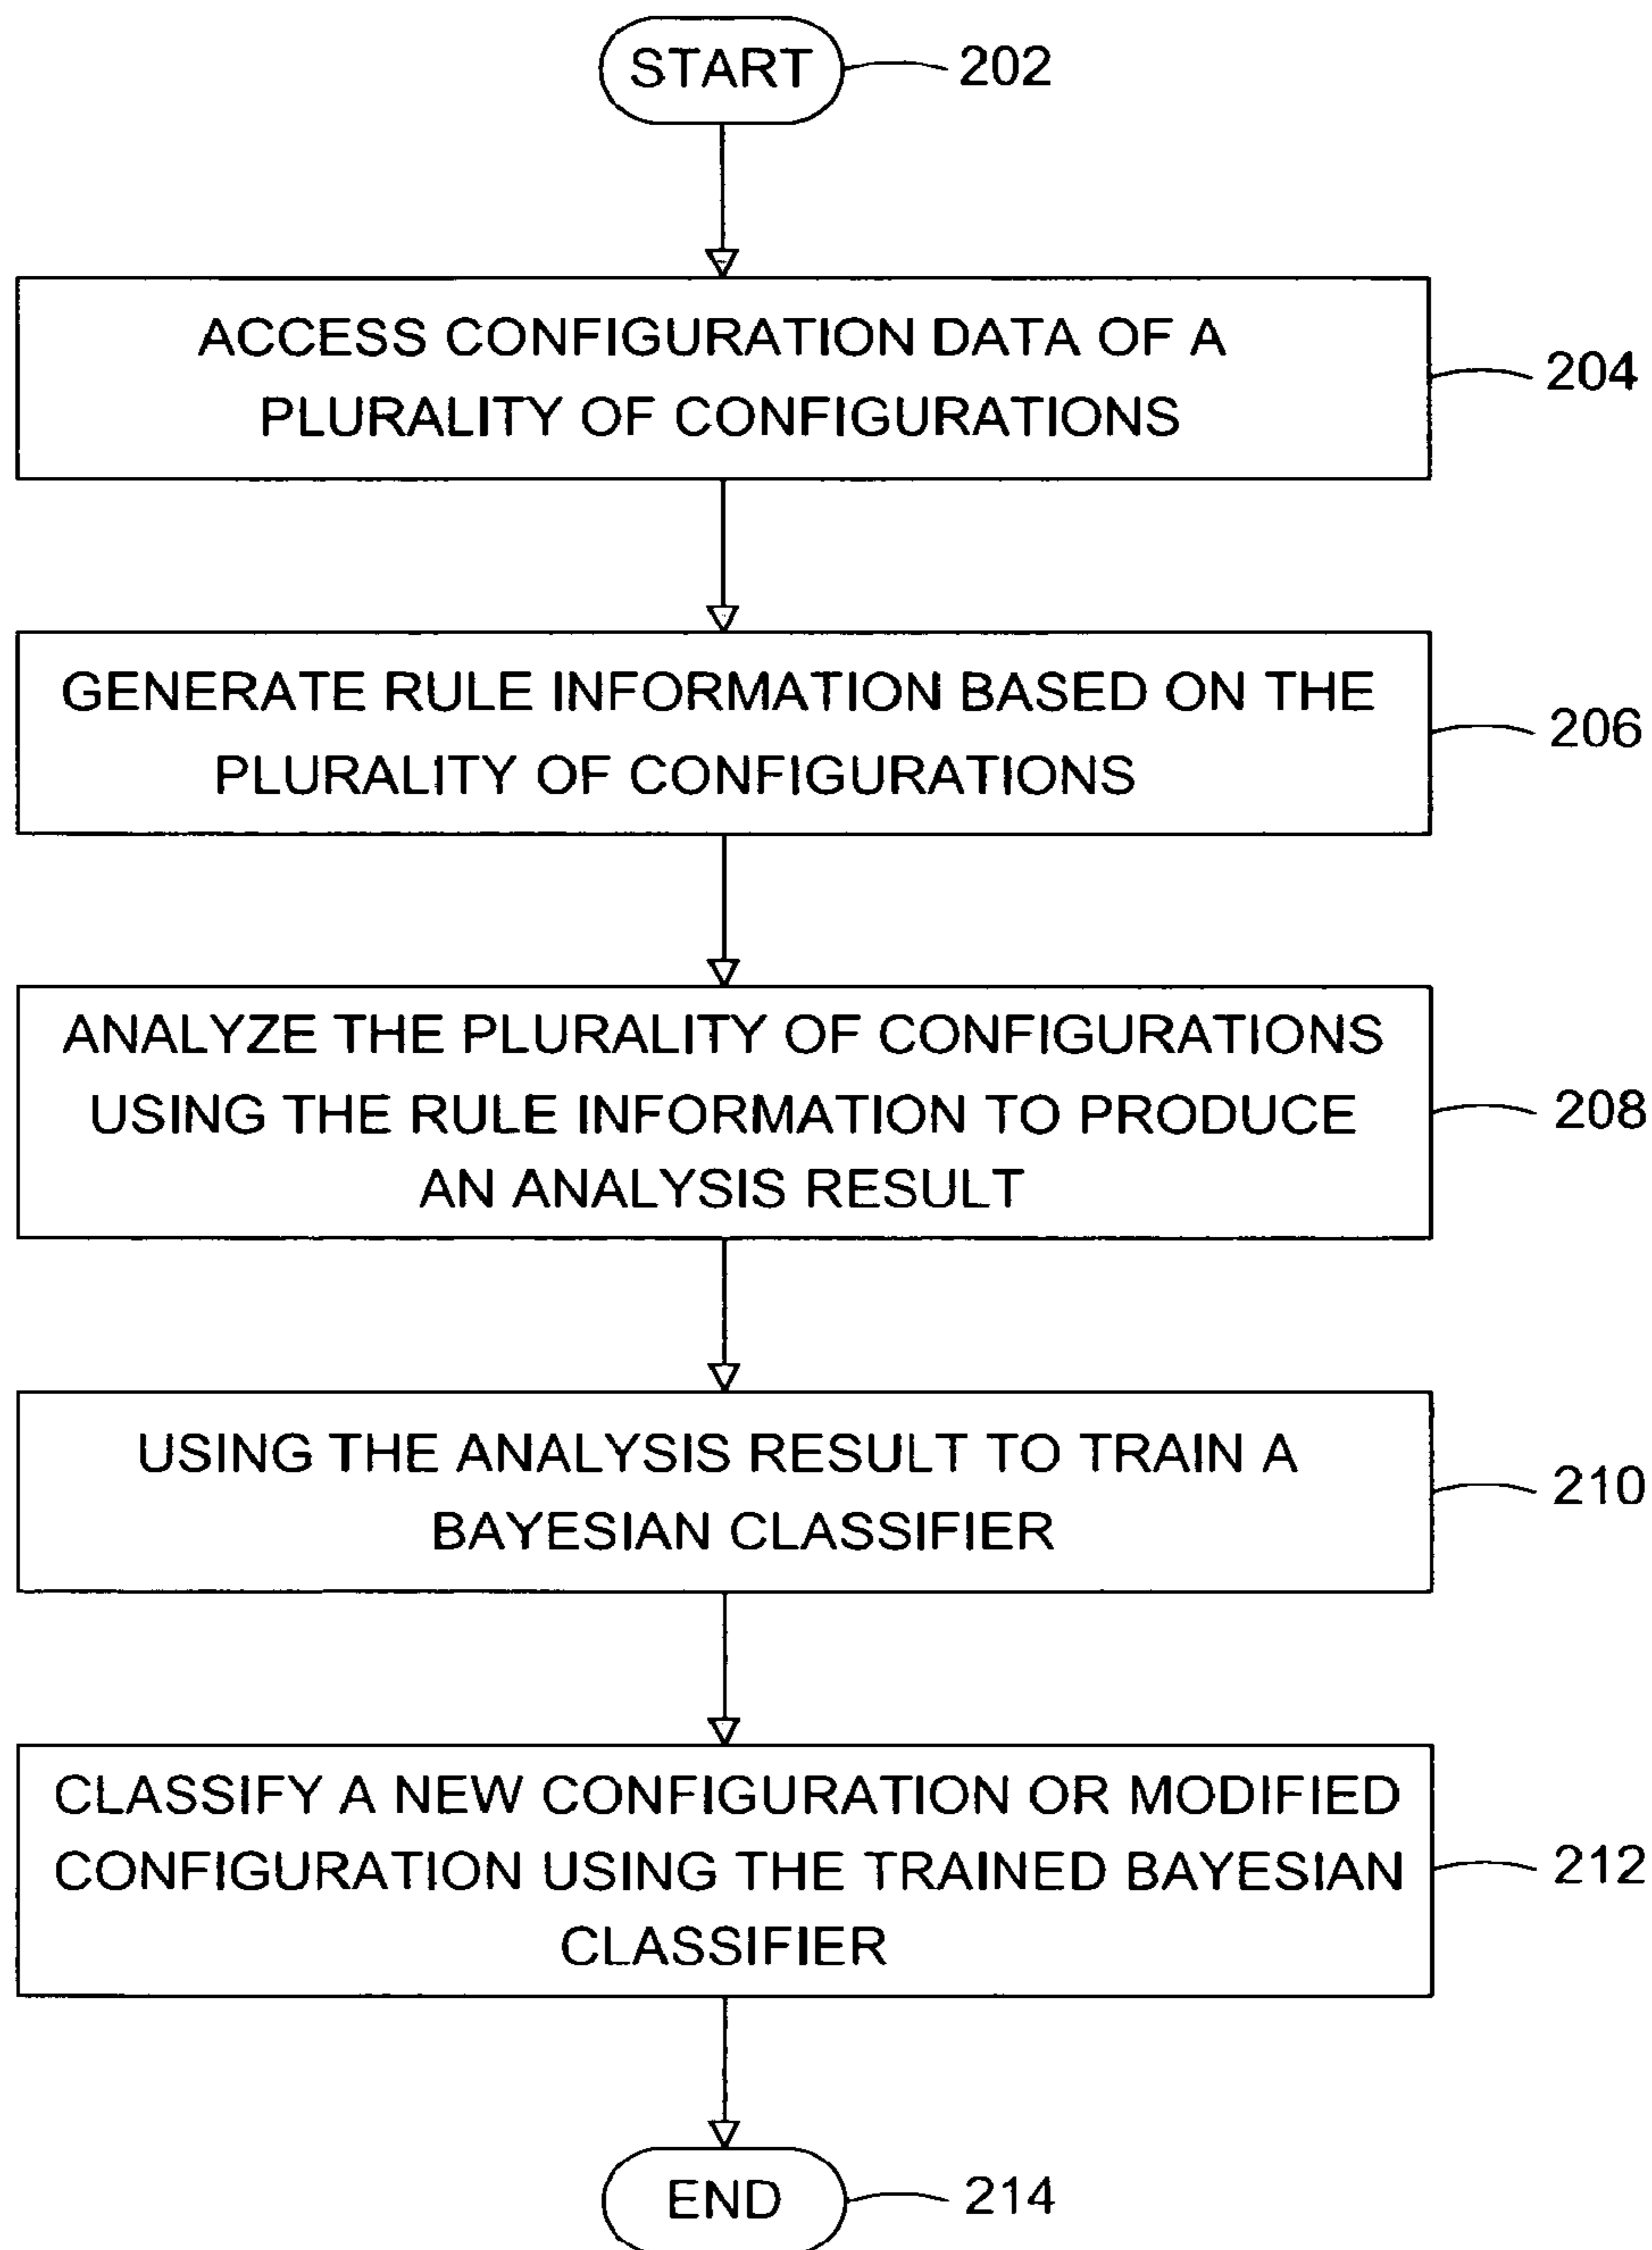 START
202
ACCESS CONFIGURATION DATA OF A
PLURALITY OF CONFIGURATIONS
204
GENERATE RULE INFORMATION BASED ON THE
PLURALITY OF CONFIGURATIONS
206
ANALYZE THE PLURALITY OF CONFIGURATIONS
USING THE RULE INFORMATION TO PRODUCE
AN ANALYSIS RESULT
208
USING THE ANALYSIS RESULT TO TRAIN A
BAYESIAN CLASSIFIER
210
CLASSIFY A NEW CONFIGURATION OR MODIFIED
CONFIGURATION USING THE TRAINED BAYESIAN
CLASSIFIER
212
END
214